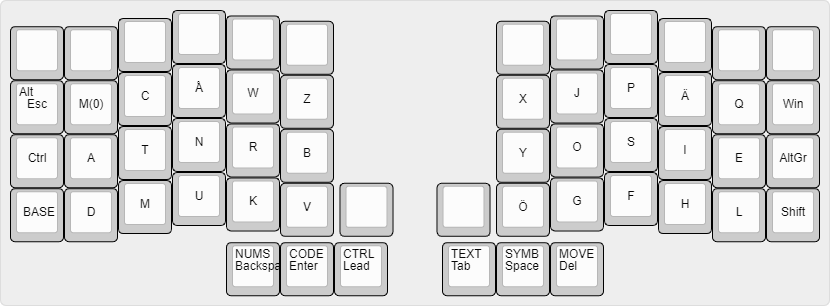 Alt
Esc M(0) C Å W Z X J P Ä Q Win
Ctrl A T N R B Y O S I E AltGr
BASE D M U K V Ö G F H L Shift
NUMS CODE CTRL TEXT SYMB MOVE
Backspa Enter Lead Tab Space Del